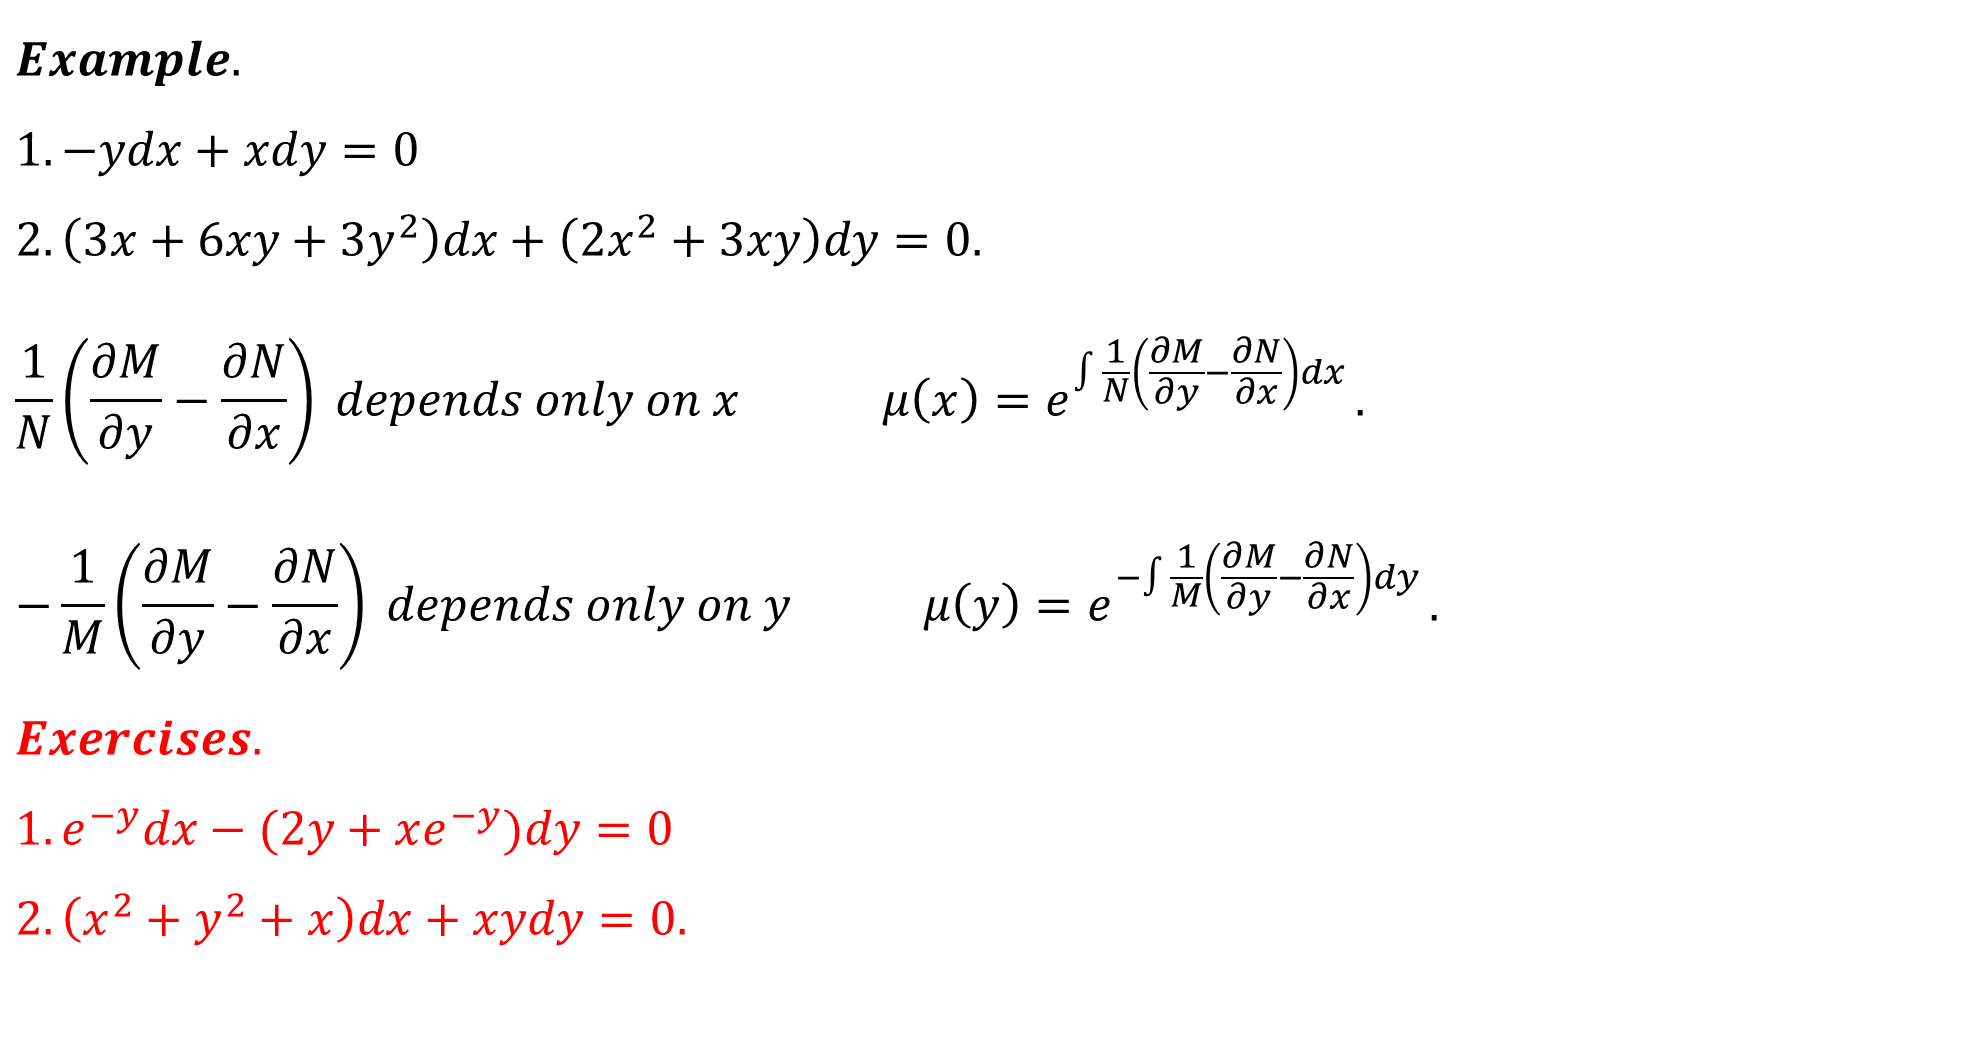 Example.
1. −ydx + xdy = 0
2. (3x + 6xy + 3y²)dx + (2x² + 3xy)dy = 0.
1/N (∂M/∂y − ∂N/∂x) depends only on x μ(x) = e^{∫ 1/N (∂M/∂y − ∂N/∂x)dx}.
− 1/M (∂M/∂y − ∂N/∂x) depends only on y μ(y) = e^{−∫ 1/M (∂M/∂y − ∂N/∂x)dy}.
Exercises.
1. e^{−y}dx − (2y + xe^{−y})dy = 0
2. (x² + y² + x)dx + xydy = 0.